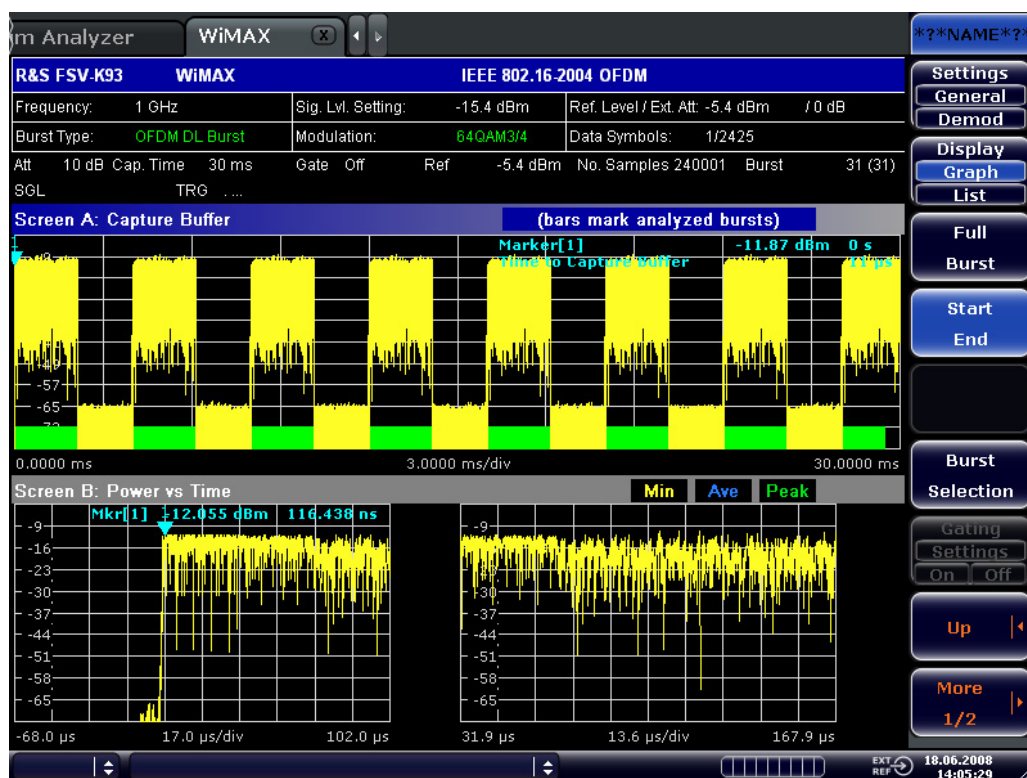 m Analyzer WiMAX X *?*NAME*?*
R&S FSV-K93 WiMAX IEEE 802.16-2004 OFDM
Frequency: 1 GHz Sig. Lvl. Setting: -15.4 dBm Ref. Level / Ext. Att: -5.4 dBm / 0 dB
Burst Type: OFDM DL Burst Modulation: 64QAM3/4 Data Symbols: 1/2425
Att 10 dB Cap. Time 30 ms Gate Off Ref -5.4 dBm No. Samples 240001 Burst 31 (31)
SGL TRG . ...
Screen A: Capture Buffer (bars mark analyzed bursts)
Marker[1] -11.87 dBm 0 s
Time to Capture Buffer 11 µs
-57
-65
0.0000 ms 3.0000 ms/div 30.0000 ms
Screen B: Power vs Time Min Ave Peak
Mkr[1] -12.055 dBm 116.438 ns
-9 -9
-16
-23
-30 -30
-37 -37
-44 -44
-51 -51
-58 -58
-65 -65
-68.0 µs 17.0 µs/div 102.0 µs 31.9 µs 13.6 µs/div 167.9 µs
Settings
General
Demod
Display
Graph
List
Full
Burst
Start
End
Burst
Selection
Gating
Settings
On Off
Up
More
1/2
EXT REF 18.06.2008
14:05:29